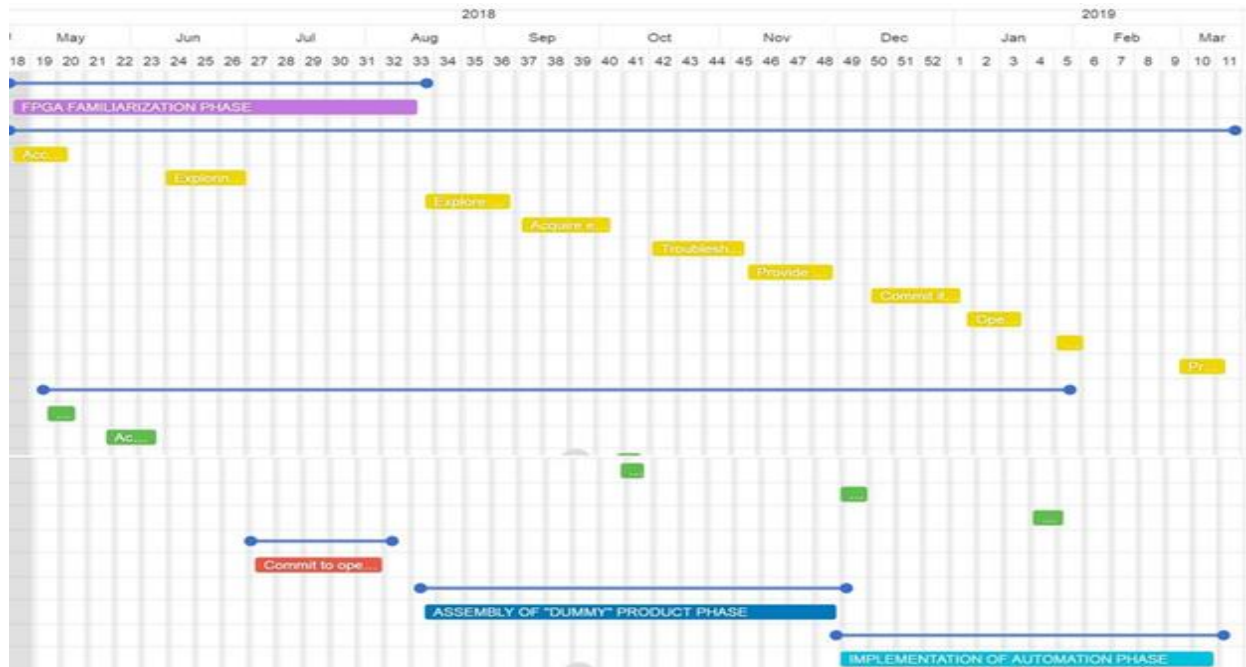 2018 2019
May Jun Jul Aug Sep Oct Nov Dec Jan Feb Mar
18 19 20 21 22 23 24 25 26 27 28 29 30 31 32 33 34 35 36 37 38 39 40 41 42 43 44 45 46 47 48 49 50 51 52 1 2 3 4 5 6 7 8 9 10 11
FPGA FAMILIARIZATION PHASE
Acc...
Explorin...
Explore ...
Acquire e...
Troublesh...
Provide ...
Commit it...
"Ope...
Pr...
...
Ac...
...
...
...
Commit to ope...
ASSEMBLY OF "DUMMY" PRODUCT PHASE
IMPLEMENTATION OF AUTOMATION PHASE